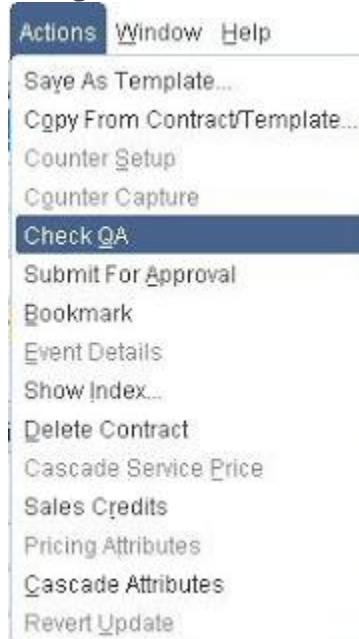 Actions Window Help
Save As Template...
Copy From Contract/Template...
Counter Setup
Counter Capture
Check QA
Submit For Approval
Bookmark
Event Details
Show Index...
Delete Contract
Cascade Service Price
Sales Credits
Pricing Attributes
Cascade Attributes
Revert Update